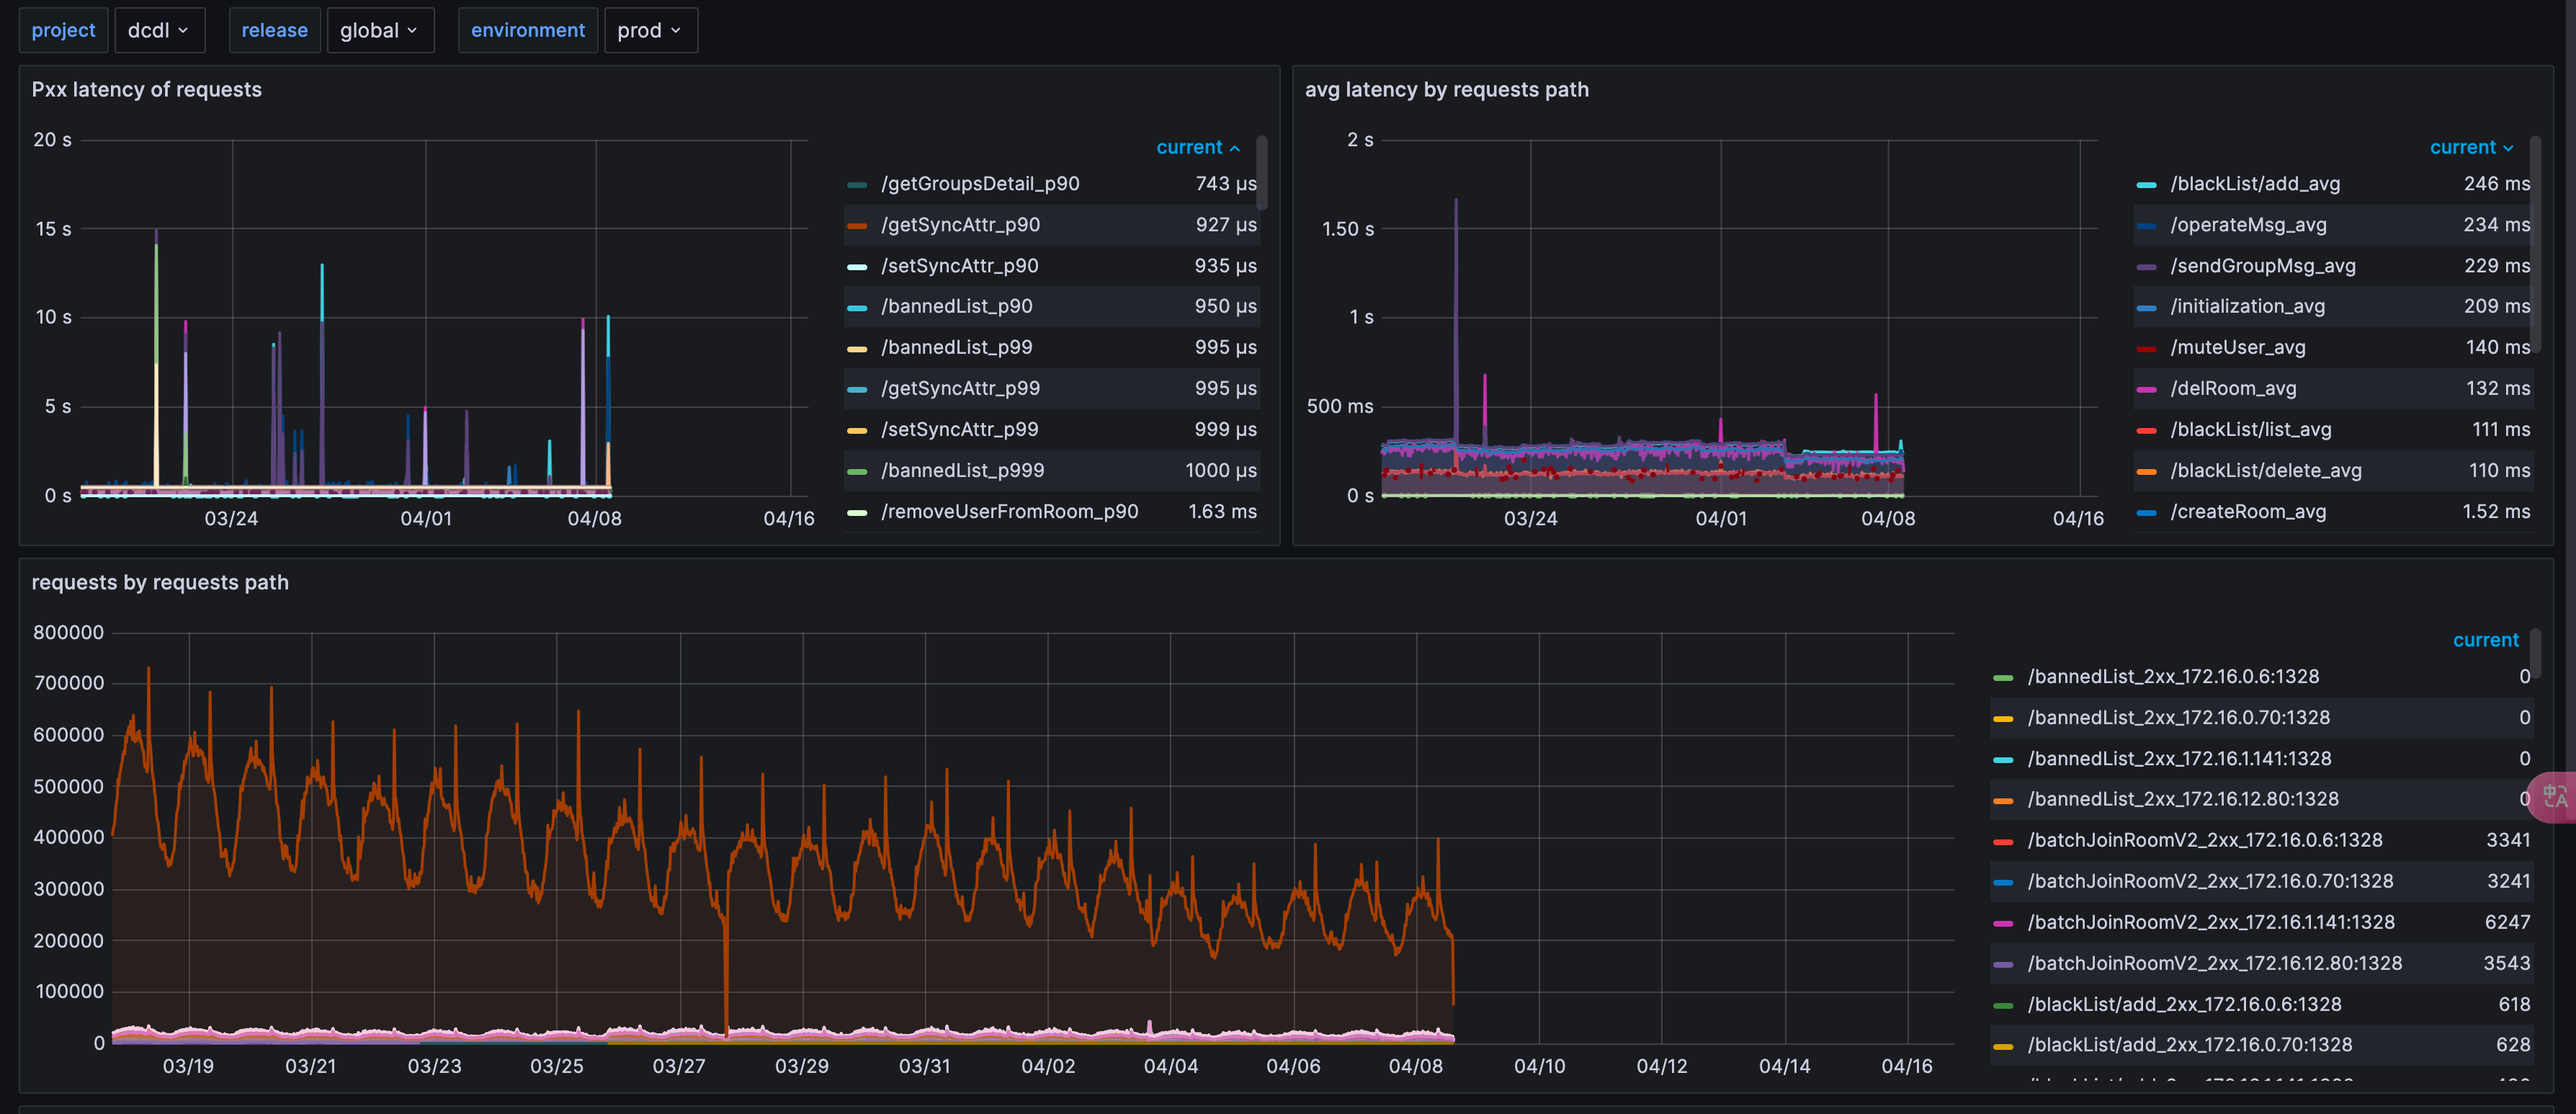 project dcdl release global environment prod
Pxx latency of requests
20 s
15 s
10 s
5 s
0 s
03/24 04/01 04/08 04/16
current
/getGroupsDetail_p90 743 µs
/getSyncAttr_p90 927 µs
/setSyncAttr_p90 935 µs
/bannedList_p90 950 µs
/bannedList_p99 995 µs
/getSyncAttr_p99 995 µs
/setSyncAttr_p99 999 µs
/bannedList_p999 1000 µs
/removeUserFromRoom_p90 1.63 ms
avg latency by requests path
2 s
1.50 s
1 s
500 ms
0 s
03/24 04/01 04/08 04/16
current
/blackList/add_avg 246 ms
/operateMsg_avg 234 ms
/sendGroupMsg_avg 229 ms
/initialization_avg 209 ms
/muteUser_avg 140 ms
/delRoom_avg 132 ms
/blackList/list_avg 111 ms
/blackList/delete_avg 110 ms
/createRoom_avg 1.52 ms
requests by requests path
800000
700000
600000
500000
400000
300000
200000
100000
0
03/19 03/21 03/23 03/25 03/27 03/29 03/31 04/02 04/04 04/06 04/08 04/10 04/12 04/14 04/16
current
/bannedList_2xx_172.16.0.6:1328 0
/bannedList_2xx_172.16.0.70:1328 0
/bannedList_2xx_172.16.1.141:1328 0
/bannedList_2xx_172.16.12.80:1328 0
/batchJoinRoomV2_2xx_172.16.0.6:1328 3341
/batchJoinRoomV2_2xx_172.16.0.70:1328 3241
/batchJoinRoomV2_2xx_172.16.1.141:1328 6247
/batchJoinRoomV2_2xx_172.16.12.80:1328 3543
/blackList/add_2xx_172.16.0.6:1328 618
/blackList/add_2xx_172.16.0.70:1328 628